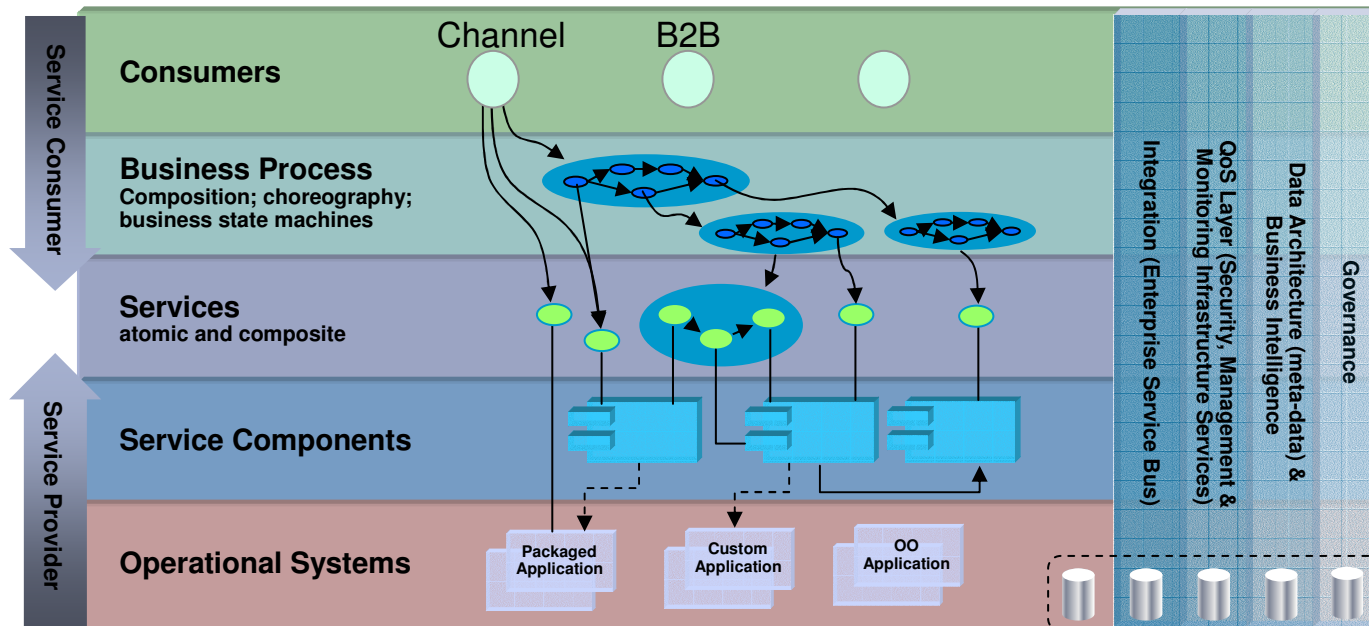 Channel
B2B
Consumers
Service Consumer
Business Process
Composition; choreography;
business state machines
Services
atomic and composite
Service Provider
Service Components
Operational Systems
Packaged
Application
Custom
Application
OO
Application
Integration (Enterprise Service Bus)
QoS Layer (Security, Management &
Monitoring Infrastructure Services)
Data Architecture (meta-data) &
Business Intelligence
Governance